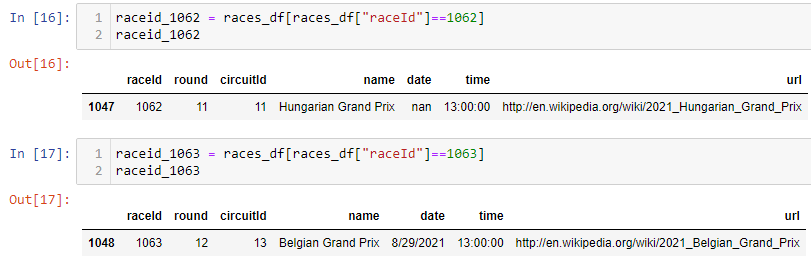 In [16]: 1 raceid_1062 = races_df[races_df["raceId"]==1062]
2 raceid_1062
Out[16]:
raceId round circuitId name date time url
1047 1062 11 11 Hungarian Grand Prix nan 13:00:00 http://en.wikipedia.org/wiki/2021_Hungarian_Grand_Prix
In [17]: 1 raceid_1063 = races_df[races_df["raceId"]==1063]
2 raceid_1063
Out[17]:
raceId round circuitId name date time url
1048 1063 12 13 Belgian Grand Prix 8/29/2021 13:00:00 http://en.wikipedia.org/wiki/2021_Belgian_Grand_Prix